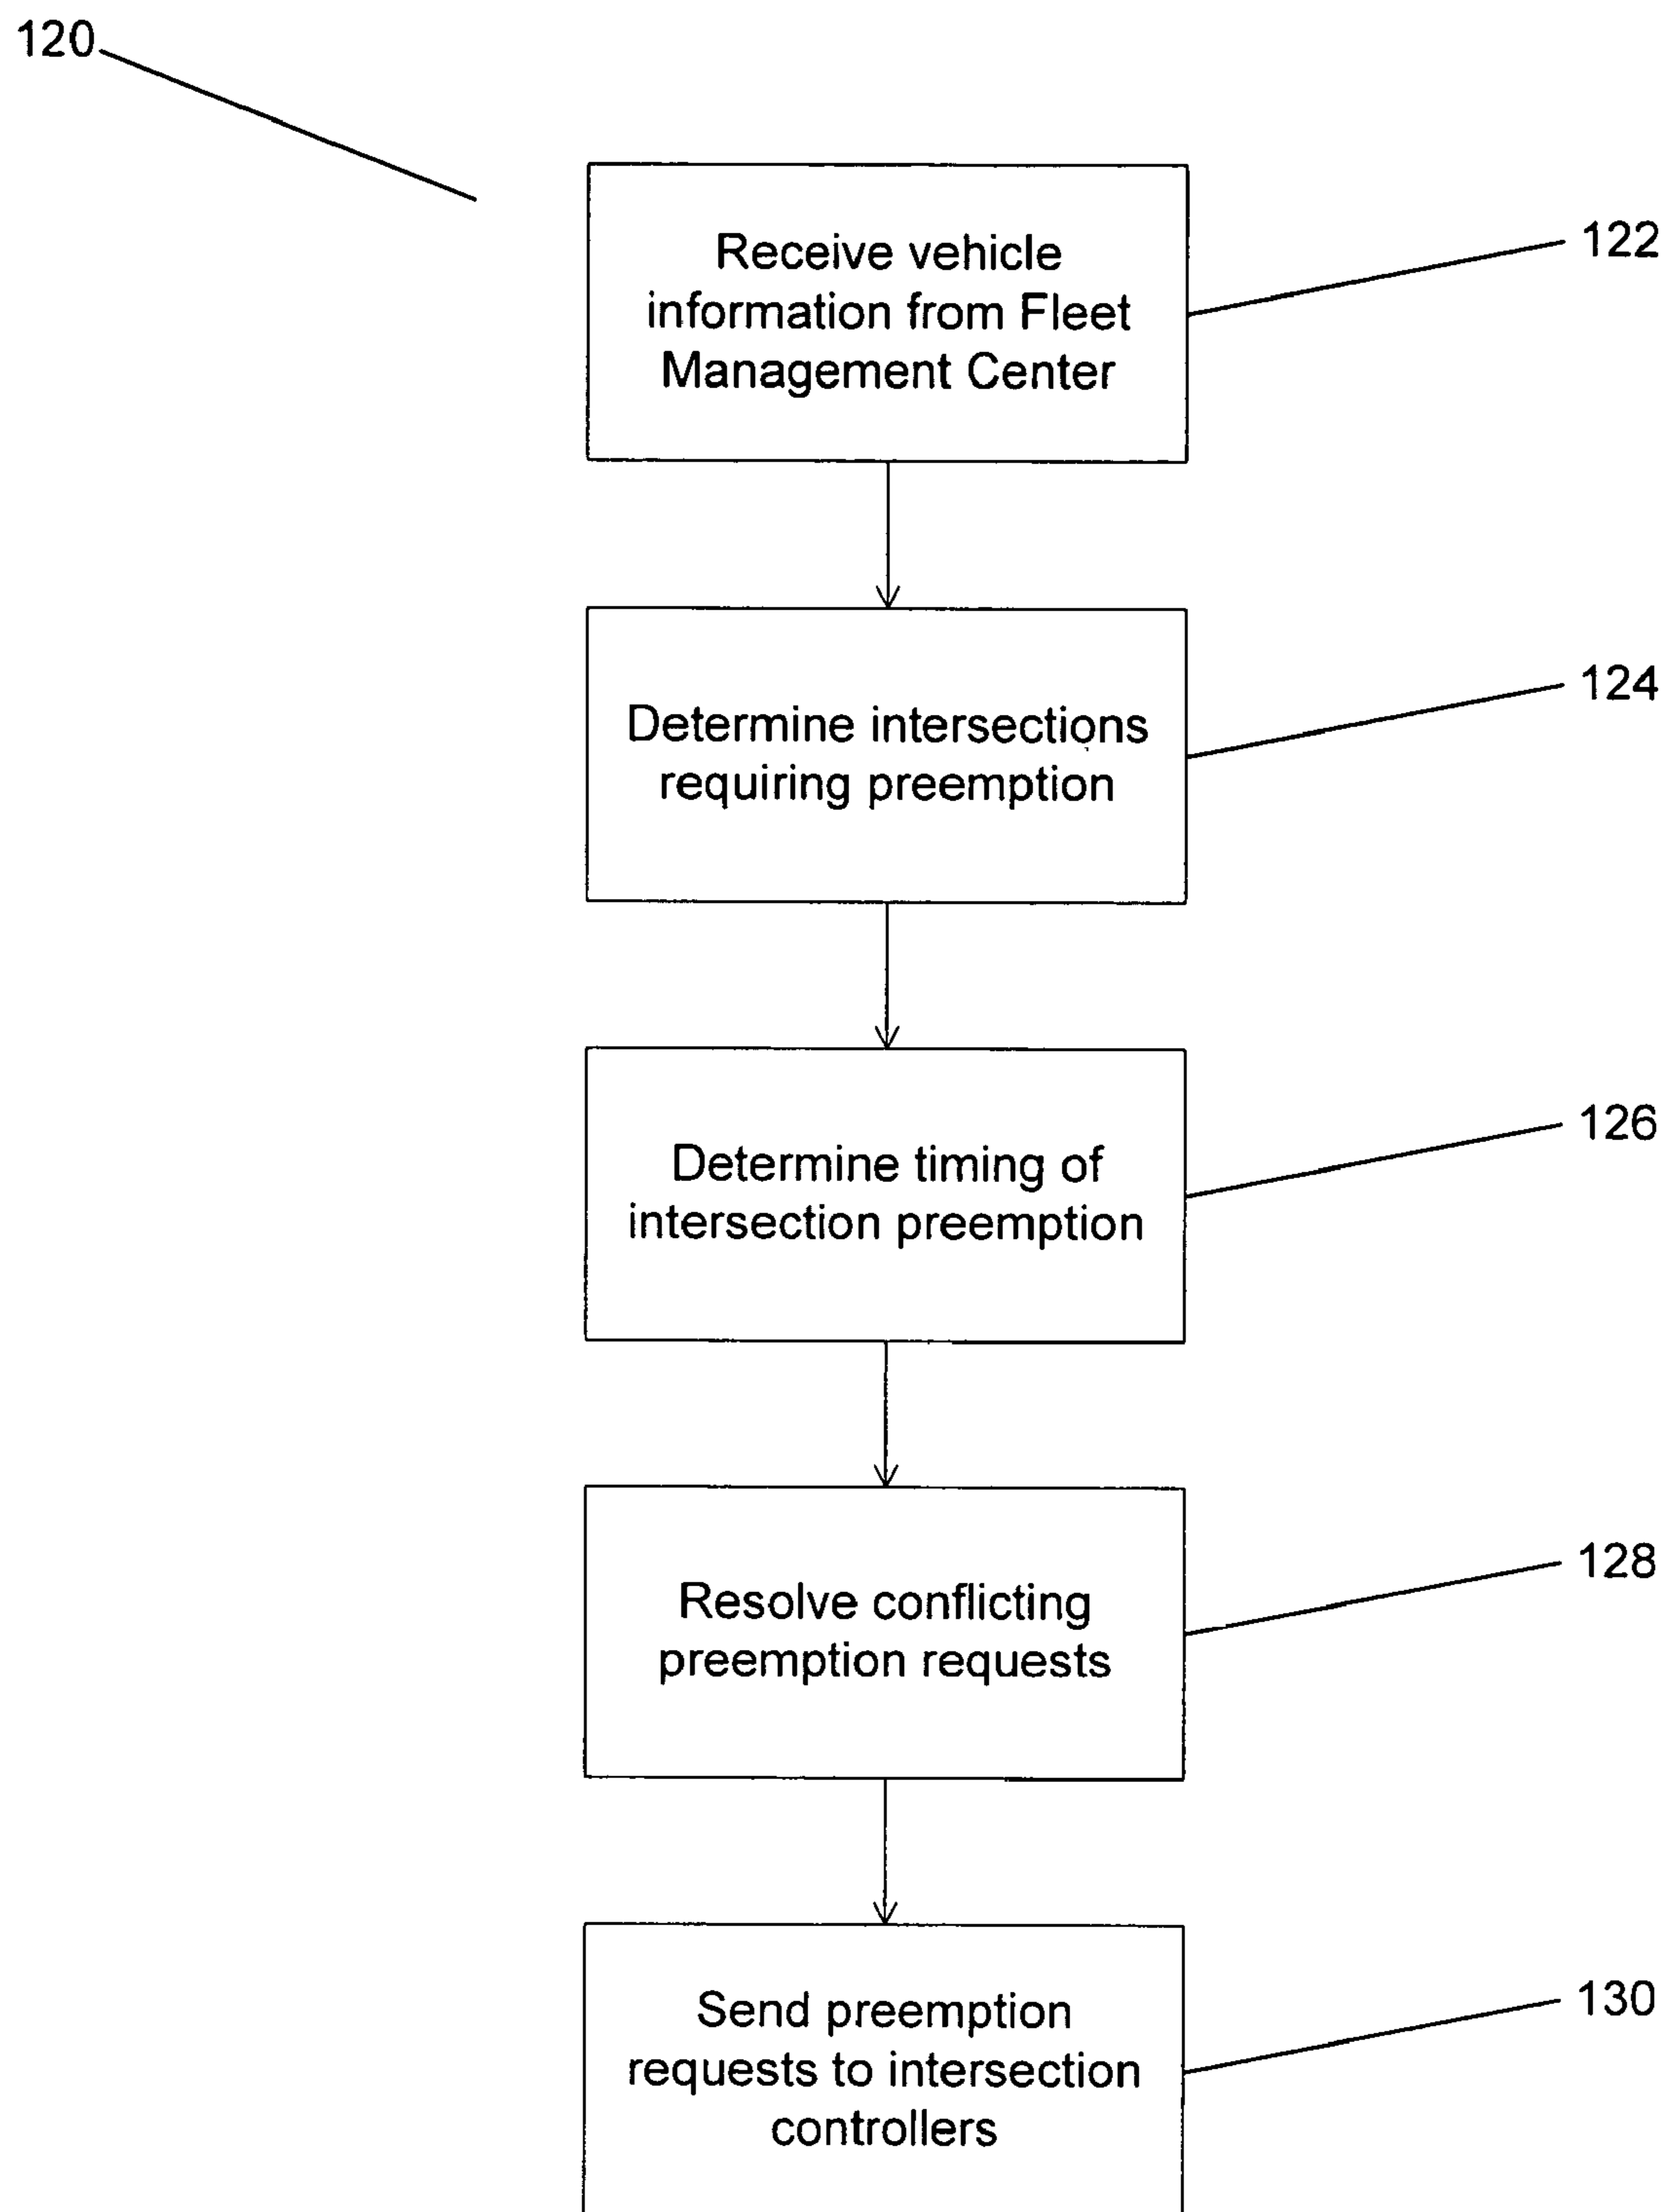 120
Receive vehicle
information from Fleet
Management Center
122
Determine intersections
requiring preemption
124
Determine timing of
intersection preemption
126
Resolve conflicting
preemption requests
128
Send preemption
requests to intersection
controllers
130